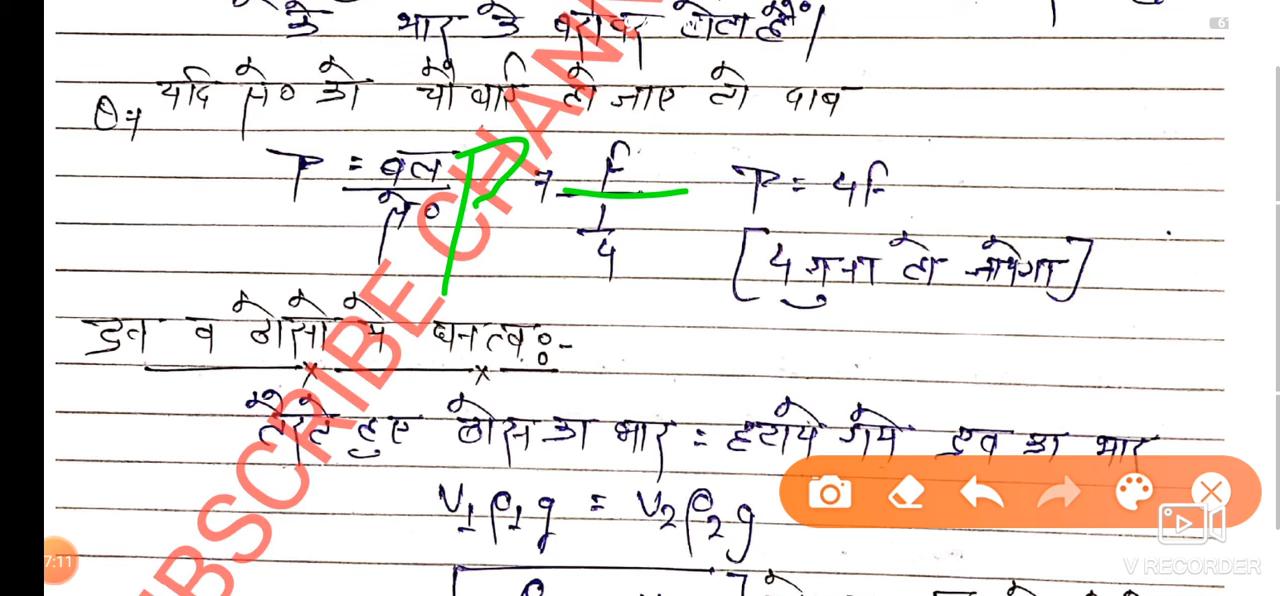 के भार के बराबर होता है।
6
Q⇒ यदि क्षे० को चौथाई हो जाए तो दाब
P = बल / क्षे० P ⇒ F / 1/4 P = 4F
[4 गुना हो जायेगा]
द्रव व ठोसो मे घनत्व :-
तैरते हुए ठोस का भार = हटाये गये द्रव का भार
V₁ρ₁g = V₂ρ₂g
7:11
V RECORDER
SUBSCRIBE CHAN